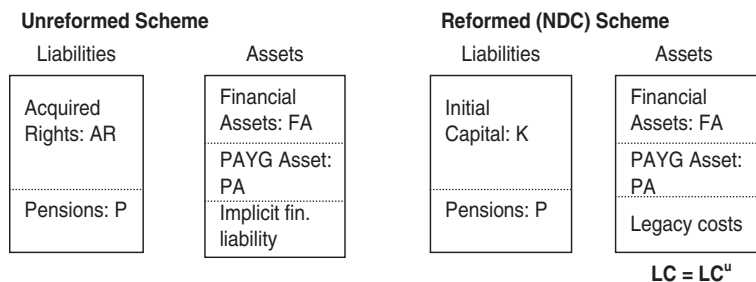 Unreformed Scheme
Liabilities
Assets
Acquired
Rights: AR
Pensions: P
Financial
Assets: FA
PAYG Asset:
PA
Implicit fin.
liability
Reformed (NDC) Scheme
Liabilities
Assets
Initial
Capital: K
Pensions: P
Financial
Assets: FA
PAYG Asset:
PA
Legacy costs
LC = LCᵘ